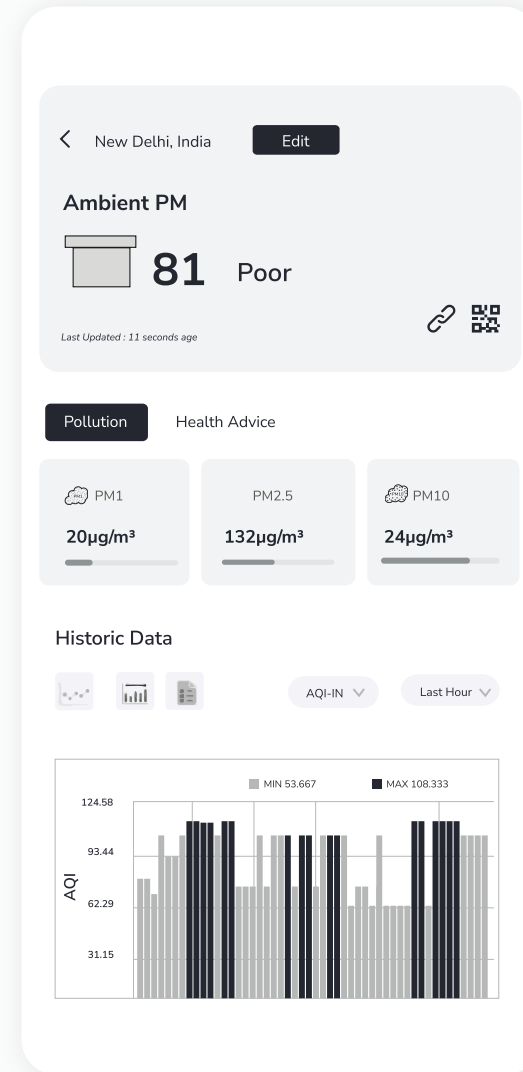 New Delhi, India
Edit
Ambient PM
81 Poor
Last Updated : 11 seconds age
Pollution
Health Advice
PM1
PM2.5
PM10
20µg/m³
132µg/m³
24µg/m³
Historic Data
AQI-IN
Last Hour
MIN 53.667
MAX 108.333
124.58
93.44
AQI
62.29
31.15